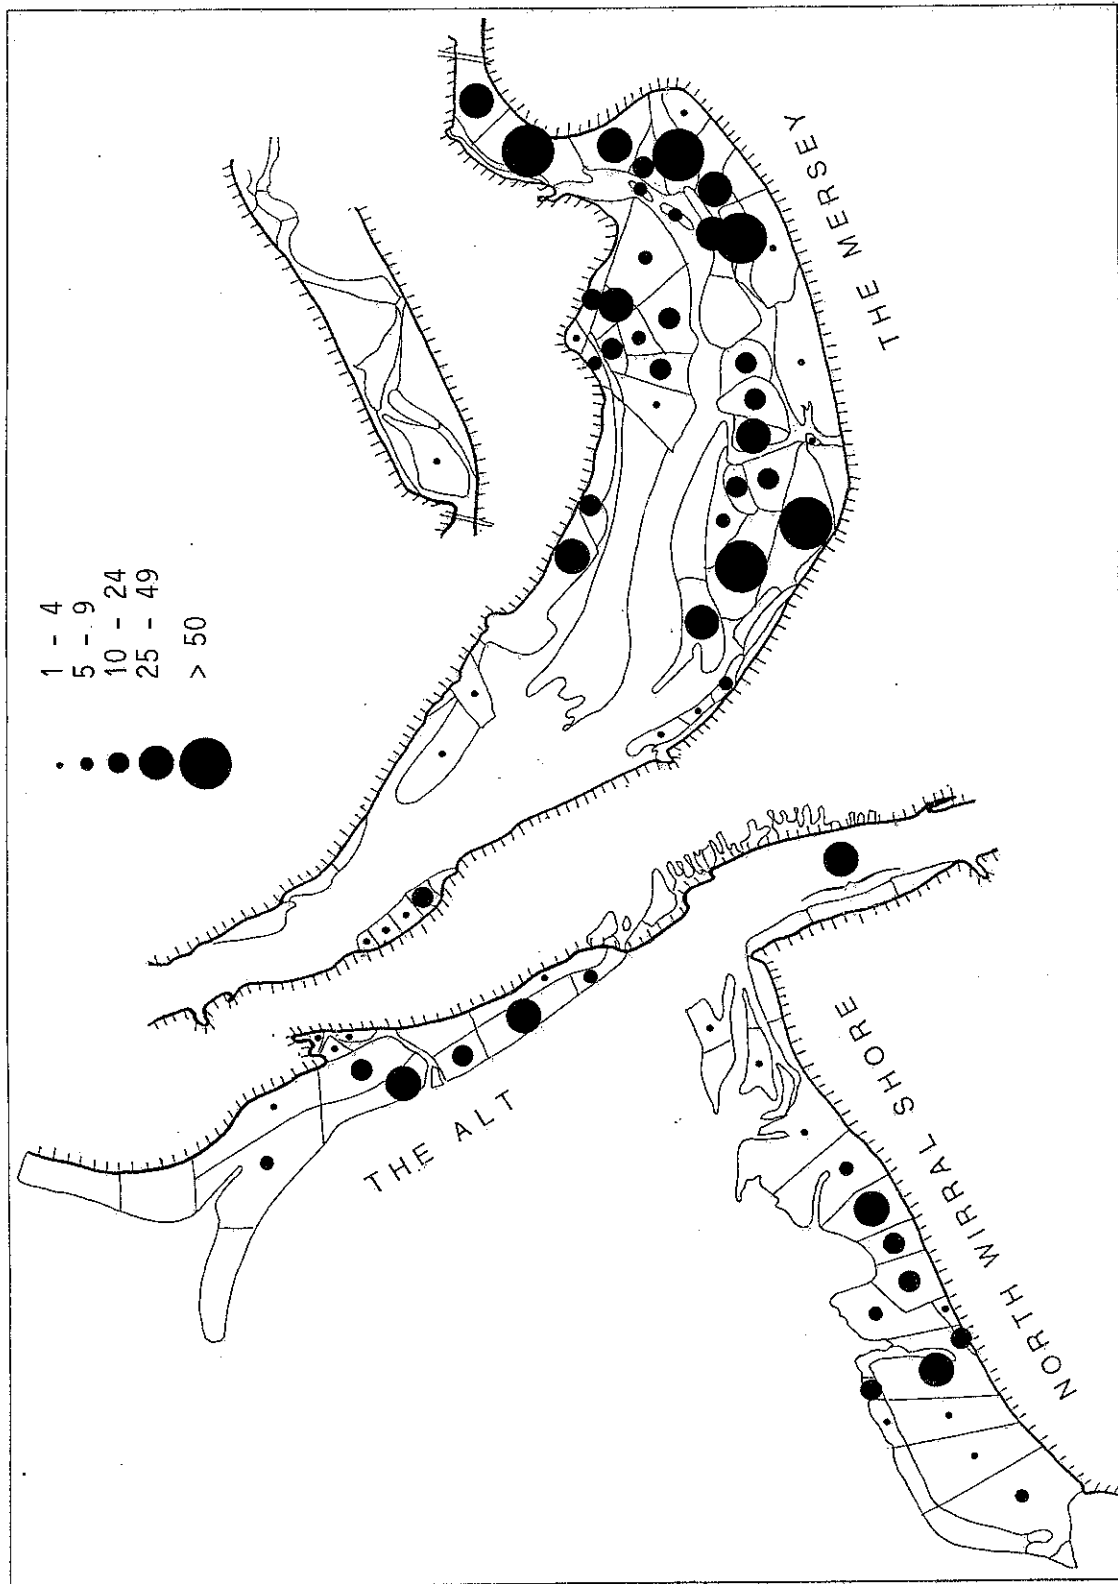 1 - 4
5 - 9
10 - 24
25 - 49
> 50
THE MERSEY
THE ALT
NORTH WIRRAL SHORE